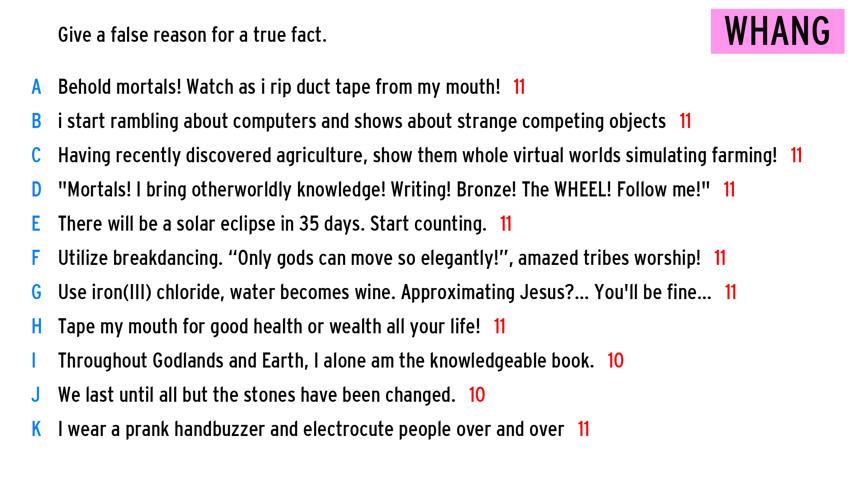 Give a false reason for a true fact.
WHANG
A Behold mortals! Watch as i rip duct tape from my mouth! 11
B i start rambling about computers and shows about strange competing objects 11
C Having recently discovered agriculture, show them whole virtual worlds simulating farming! 11
D "Mortals! I bring otherworldly knowledge! Writing! Bronze! The WHEEL! Follow me!" 11
E There will be a solar eclipse in 35 days. Start counting. 11
F Utilize breakdancing. “Only gods can move so elegantly!”, amazed tribes worship! 11
G Use iron(III) chloride, water becomes wine. Approximating Jesus?... You'll be fine... 11
H Tape my mouth for good health or wealth all your life! 11
I Throughout Godlands and Earth, I alone am the knowledgeable book. 10
J We last until all but the stones have been changed. 10
K I wear a prank handbuzzer and electrocute people over and over 11